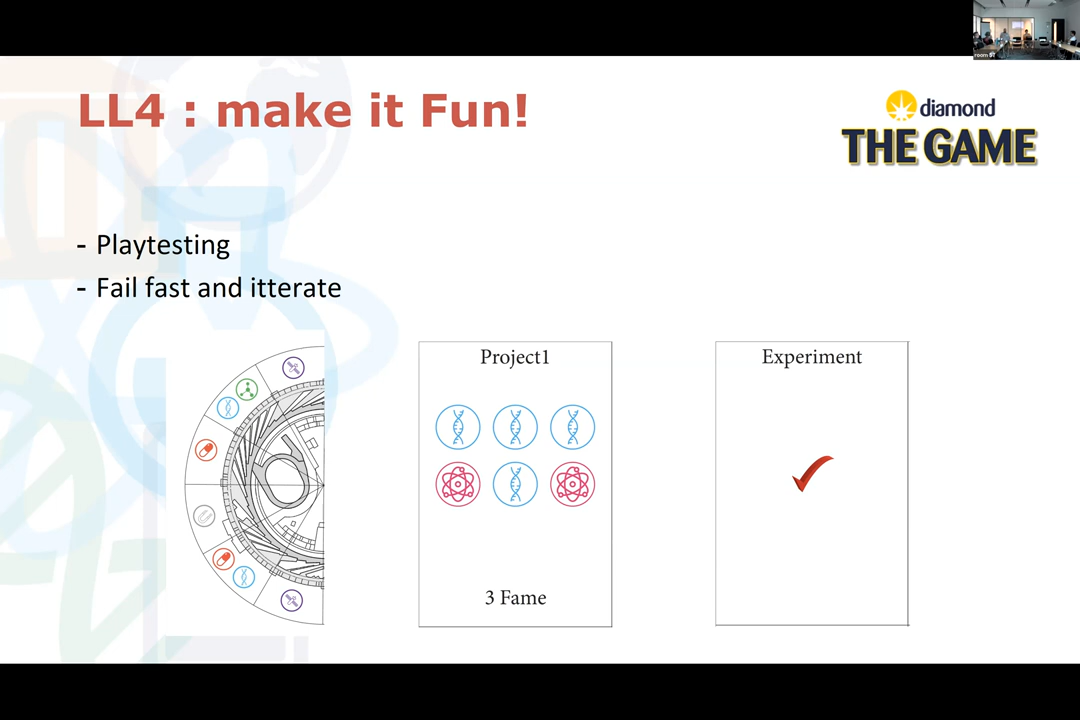 LL4 : make it Fun!
diamond
THE GAME
- Playtesting
- Fail fast and itterate
Project1
3 Fame
Experiment